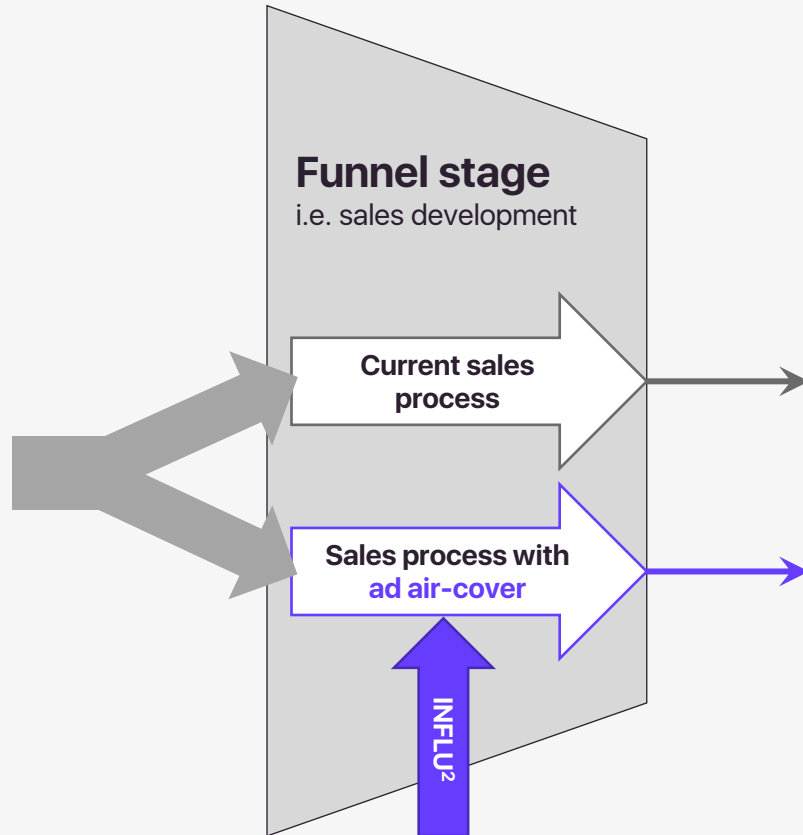 Funnel stage
i.e. sales development
Current sales
process
Sales process with
ad air-cover
INFLU²